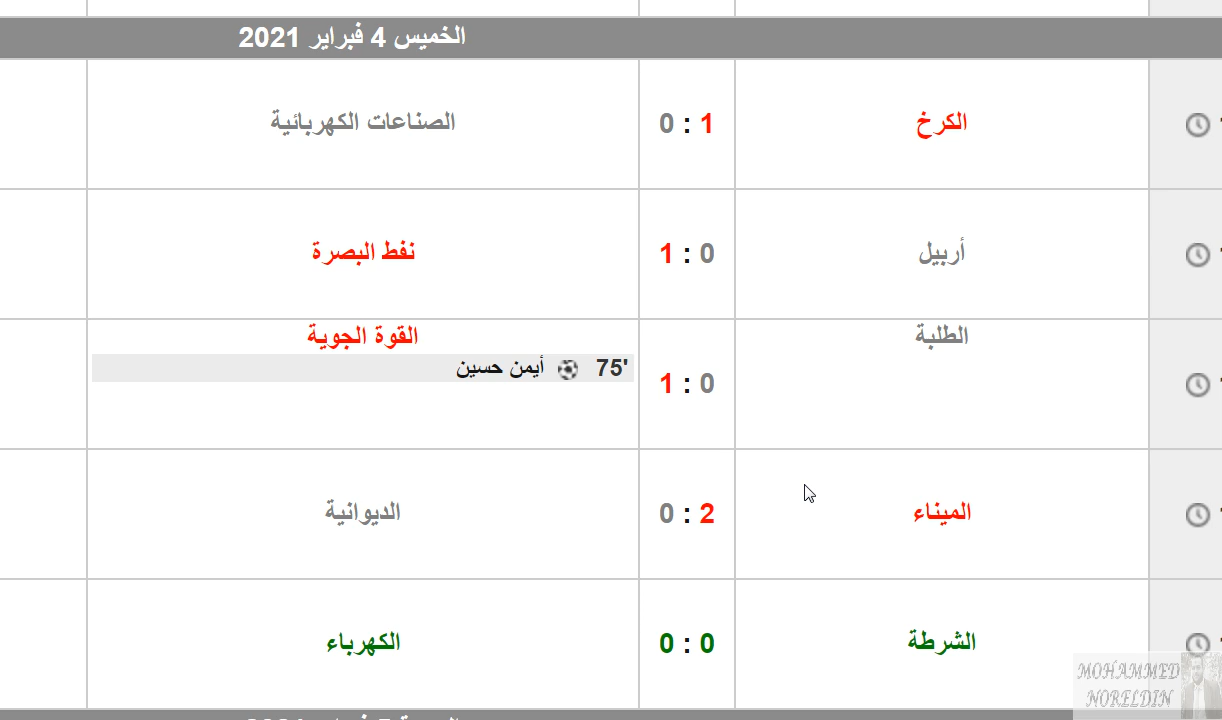 الخميس 4 فبراير 2021
الكرخ 1 : 0 الصناعات الكهربائية
أربيل 0 : 1 نفط البصرة
الطلبة 0 : 1 القوة الجوية
75' أيمن حسين
الميناء 2 : 0 الديوانية
الشرطة 0 : 0 الكهرباء
MOHAMMED
NORELDIN